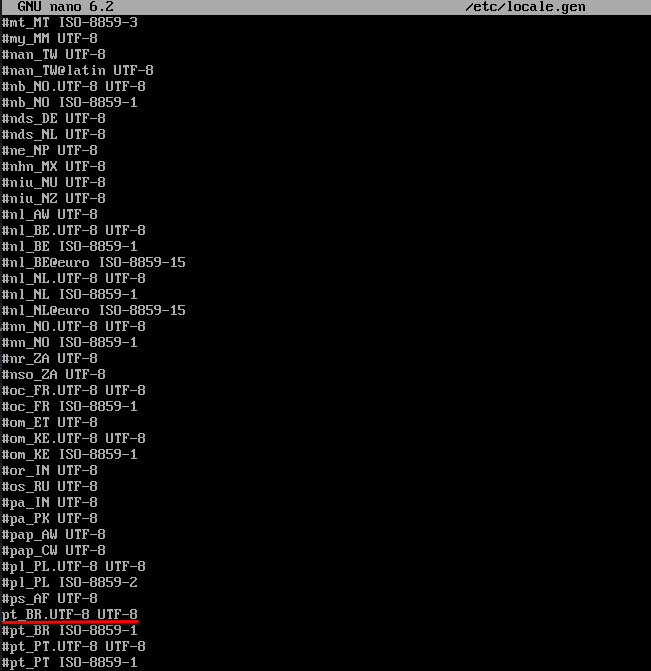 GNU nano 6.2 /etc/locale.gen
#mt_MT ISO-8859-3
#my_MM UTF-8
#nan_TW UTF-8
#nan_TW@latin UTF-8
#nb_NO.UTF-8 UTF-8
#nb_NO ISO-8859-1
#nds_DE UTF-8
#nds_NL UTF-8
#ne_NP UTF-8
#nhn_MX UTF-8
#niu_NU UTF-8
#niu_NZ UTF-8
#nl_AW UTF-8
#nl_BE.UTF-8 UTF-8
#nl_BE ISO-8859-1
#nl_BE@euro ISO-8859-15
#nl_NL.UTF-8 UTF-8
#nl_NL ISO-8859-1
#nl_NL@euro ISO-8859-15
#nn_NO.UTF-8 UTF-8
#nn_NO ISO-8859-1
#nr_ZA UTF-8
#nso_ZA UTF-8
#oc_FR.UTF-8 UTF-8
#oc_FR ISO-8859-1
#om_ET UTF-8
#om_KE.UTF-8 UTF-8
#om_KE ISO-8859-1
#or_IN UTF-8
#os_RU UTF-8
#pa_IN UTF-8
#pa_PK UTF-8
#pap_AW UTF-8
#pap_CW UTF-8
#pl_PL.UTF-8 UTF-8
#pl_PL ISO-8859-2
#ps_AF UTF-8
pt_BR.UTF-8 UTF-8
#pt_BR ISO-8859-1
#pt_PT.UTF-8 UTF-8
#pt_PT ISO-8859-1